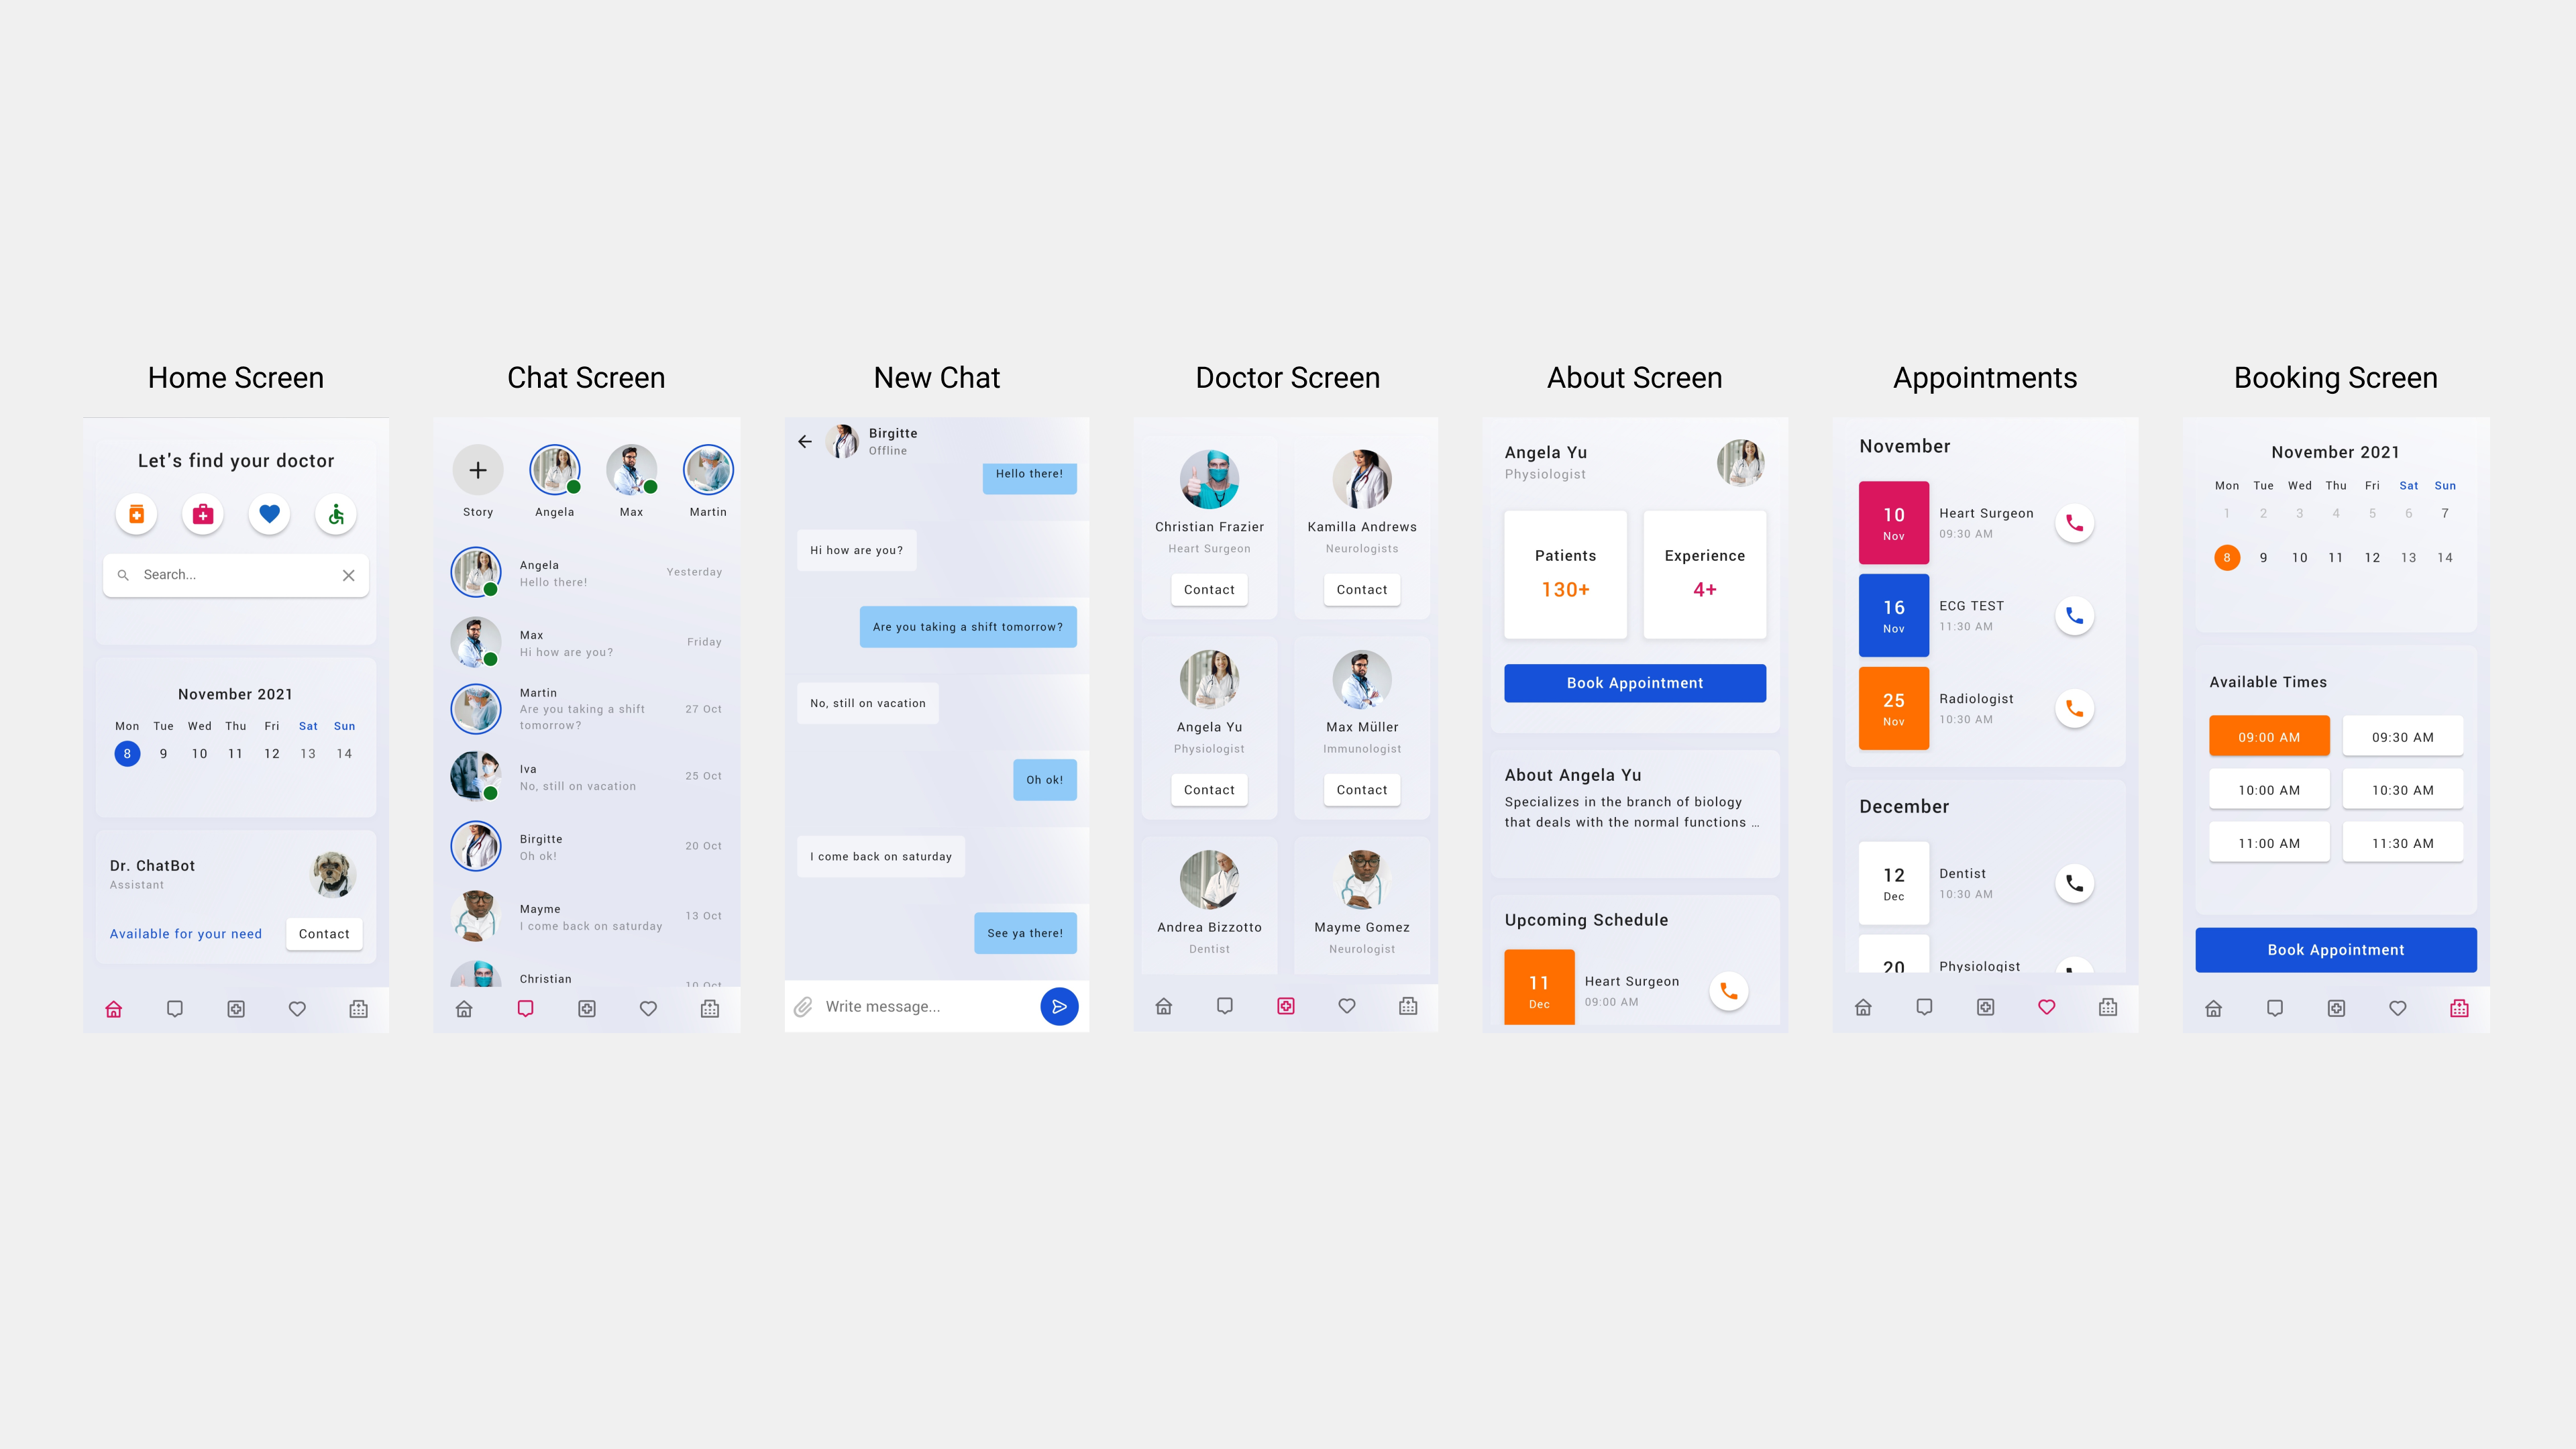 Home Screen
Let's find your doctor
Search...
November 2021
Mon Tue Wed Thu Fri Sat Sun
8 9 10 11 12 13 14
Dr. ChatBot
Assistant
Available for your need
Contact
Chat Screen
Story
Angela
Max
Martin
Angela
Hello there!
Yesterday
Max
Hi how are you?
Friday
Martin
Are you taking a shift
tomorrow?
27 Oct
Iva
No, still on vacation
25 Oct
Birgitte
Oh ok!
20 Oct
Mayme
I come back on saturday
13 Oct
Christian
10 Oct
New Chat
Birgitte
Offline
Hello there!
Hi how are you?
Are you taking a shift tomorrow?
No, still on vacation
Oh ok!
I come back on saturday
See ya there!
Write message...
Doctor Screen
Christian Frazier
Heart Surgeon
Contact
Kamilla Andrews
Neurologists
Contact
Angela Yu
Physiologist
Contact
Max Müller
Immunologist
Contact
Andrea Bizzotto
Dentist
Mayme Gomez
Neurologist
About Screen
Angela Yu
Physiologist
Patients
130+
Experience
4+
Book Appointment
About Angela Yu
Specializes in the branch of biology
that deals with the normal functions ...
Upcoming Schedule
11
Dec
Heart Surgeon
09:00 AM
Appointments
November
10
Nov
Heart Surgeon
09:30 AM
16
Nov
ECG TEST
11:30 AM
25
Nov
Radiologist
10:30 AM
December
12
Dec
Dentist
10:30 AM
20
Physiologist
Booking Screen
November 2021
Mon Tue Wed Thu Fri Sat Sun
1 2 3 4 5 6 7
8 9 10 11 12 13 14
Available Times
09:00 AM
09:30 AM
10:00 AM
10:30 AM
11:00 AM
11:30 AM
Book Appointment